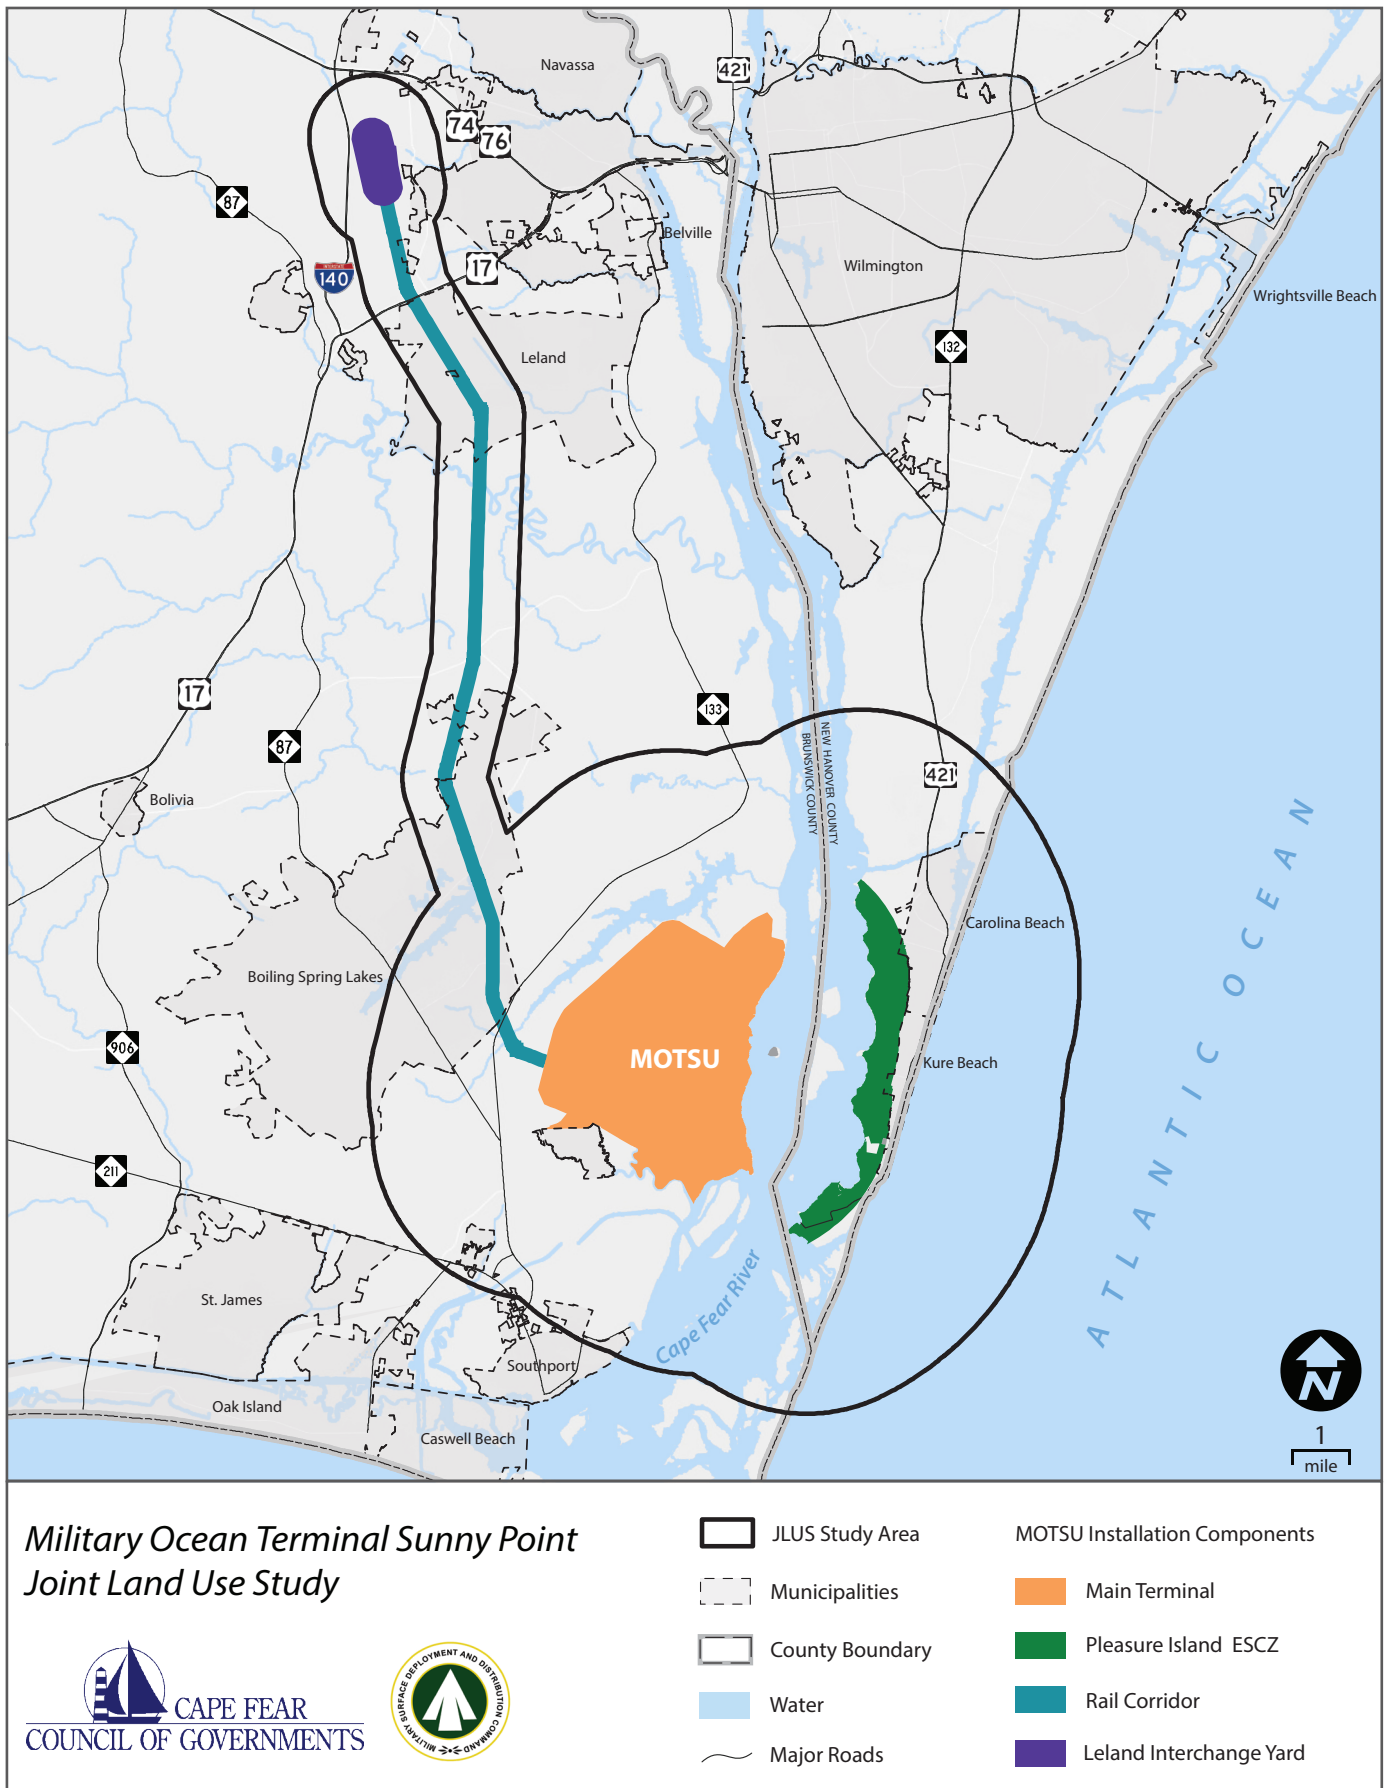 Navassa
421
74
76
87
Belville
17
Wilmington
140
Wrightsville Beach
132
Leland
17
133
87
NEW HANOVER COUNTY
BRUNSWICK COUNTY
421
Bolivia
ATLANTIC OCEAN
Carolina Beach
Boiling Spring Lakes
906
MOTSU
Kure Beach
211
Cape Fear River
St. James
Southport
Oak Island
Caswell Beach
N
1
mile
Military Ocean Terminal Sunny Point
Joint Land Use Study
CAPE FEAR
COUNCIL OF GOVERNMENTS
MILITARY SURFACE DEPLOYMENT AND DISTRIBUTION COMMAND
JLUS Study Area
Municipalities
County Boundary
Water
Major Roads
MOTSU Installation Components
Main Terminal
Pleasure Island ESCZ
Rail Corridor
Leland Interchange Yard